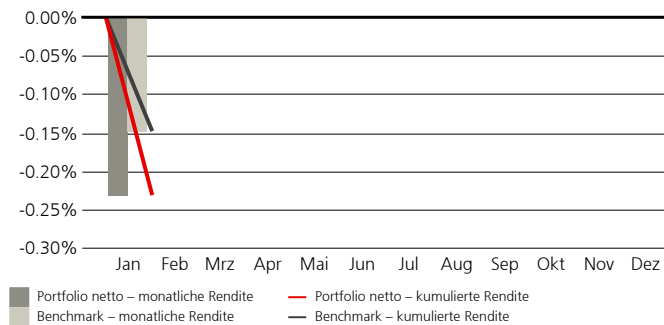 0.00%
-0.05%
-0.10%
-0.15%
-0.20%
-0.25%
-0.30%
Jan Feb Mrz Apr Mai Jun Jul Aug Sep Okt Nov Dez
Portfolio netto – monatliche Rendite Portfolio netto – kumulierte Rendite
Benchmark – monatliche Rendite Benchmark – kumulierte Rendite